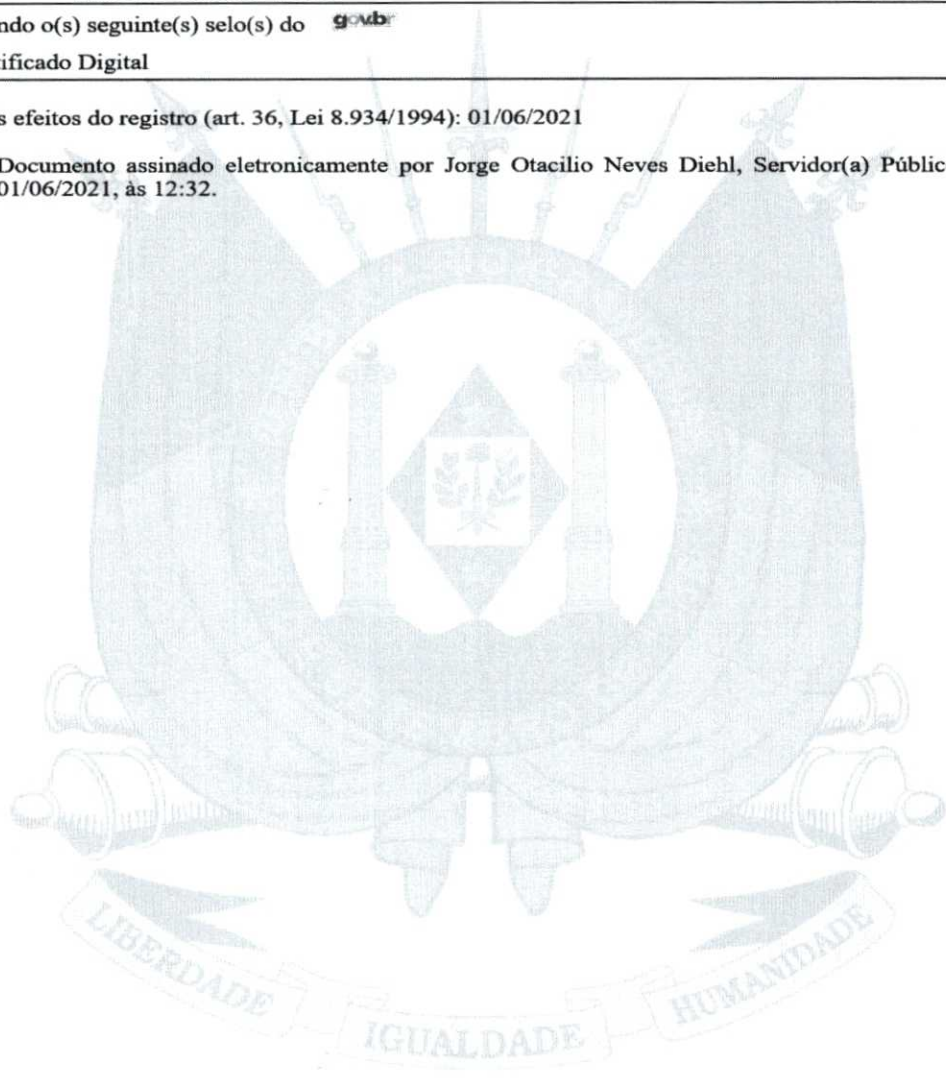 ndo o(s) seguinte(s) selo(s) do gov.br
ificado Digital
s efeitos do registro (art. 36, Lei 8.934/1994): 01/06/2021
Documento assinado eletronicamente por Jorge Otacilio Neves Diehl, Servidor(a) Públic
01/06/2021, às 12:32.
LIBERDADE
IGUALDADE
HUMANIDADE